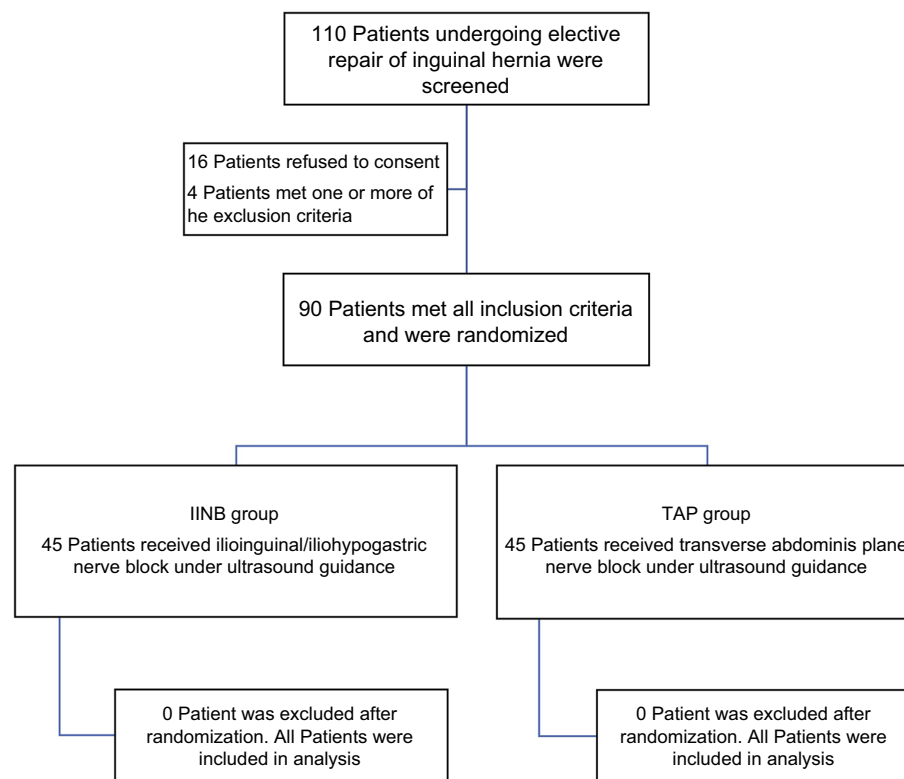 110 Patients undergoing elective
repair of inguinal hernia were
screened
16 Patients refused to consent
4 Patients met one or more of
he exclusion criteria
90 Patients met all inclusion criteria
and were randomized
IINB group
45 Patients received ilioinguinal/iliohypogastric
nerve block under ultrasound guidance
TAP group
45 Patients received transverse abdominis plane
nerve block under ultrasound guidance
0 Patient was excluded after
randomization. All Patients were
included in analysis
0 Patient was excluded after
randomization. All Patients were
included in analysis